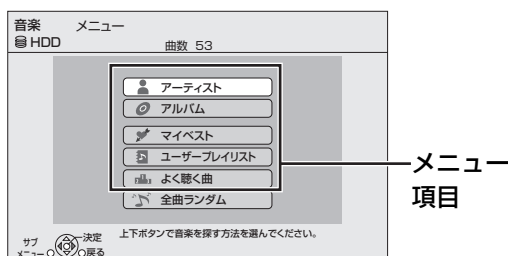 音楽 メニュー
HDD
曲数 53
アーティスト
アルバム
マイベスト
ユーザープレイリスト
よく聴く曲
全曲ランダム
メニュー
項目
上下ボタンで音楽を探す方法を選んでください。
サブ
メニュー
決定
戻る